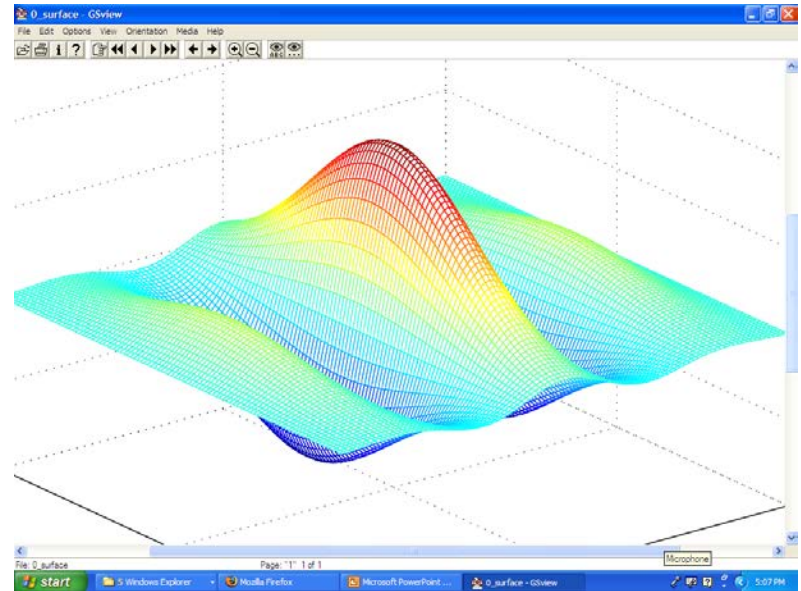 0_surface - GSview
File Edit Options View Orientation Media Help
File: 0_surface Page: "1" 1 of 1
Microphone
start 5 Windows Explorer Mozilla Firefox Microsoft PowerPoint ... 0_surface - GSview 5:07 PM